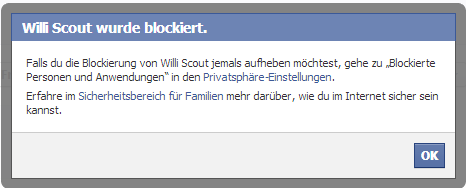 Willi Scout wurde blockiert.
Falls du die Blockierung von Willi Scout jemals aufheben möchtest, gehe zu „Blockierte
Personen und Anwendungen“ in den Privatsphäre-Einstellungen.
Erfahre im Sicherheitsbereich für Familien mehr darüber, wie du im Internet sicher sein
kannst.
OK